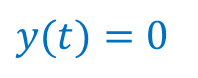 y(t) = 0